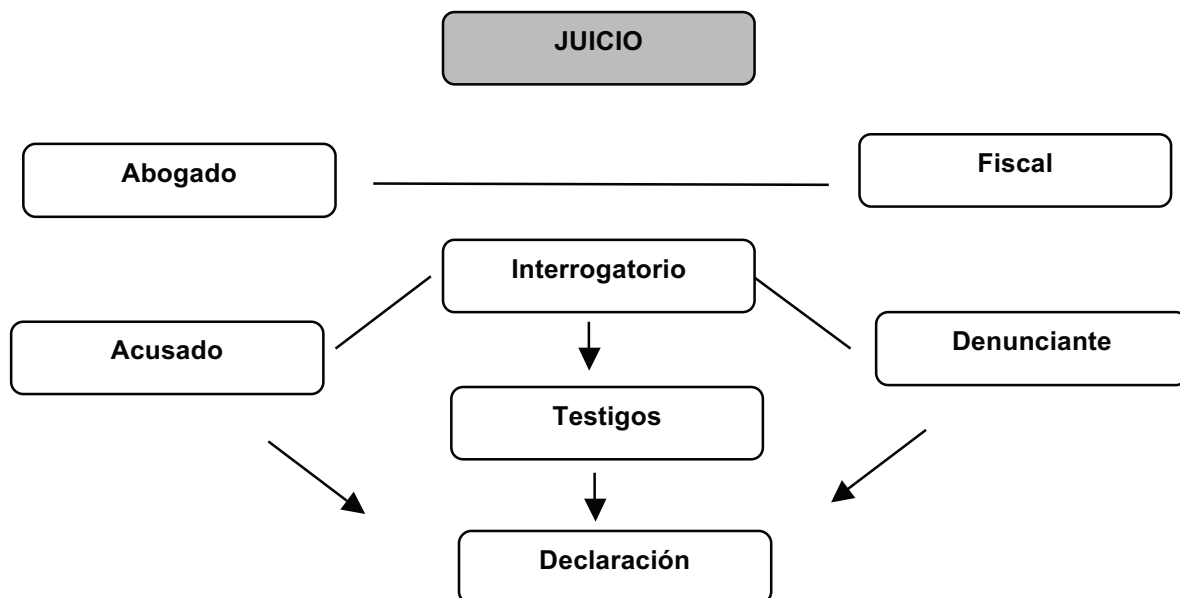 JUICIO
Abogado
Fiscal
Interrogatorio
Acusado
Denunciante
Testigos
Declaración